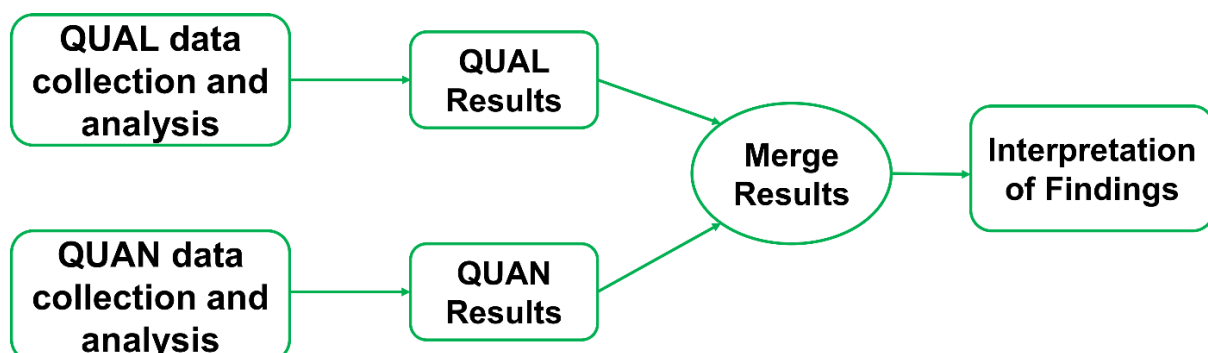 QUAL data
collection and
analysis
QUAL
Results
Merge
Results
Interpretation
of Findings
QUAN data
collection and
analysis
QUAN
Results